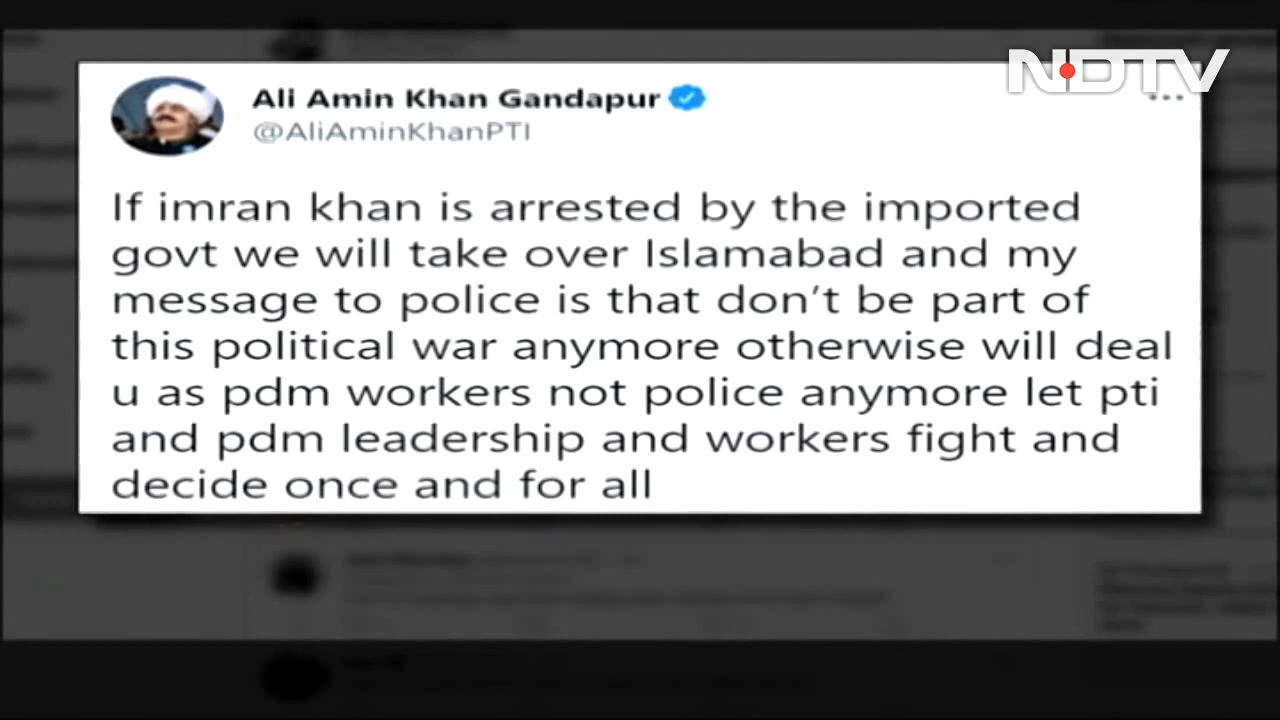 NDTV
Ali Amin Khan Gandapur
@AliAminKhanPTI
If imran khan is arrested by the imported
govt we will take over Islamabad and my
message to police is that don't be part of
this political war anymore otherwise will deal
u as pdm workers not police anymore let pti
and pdm leadership and workers fight and
decide once and for all